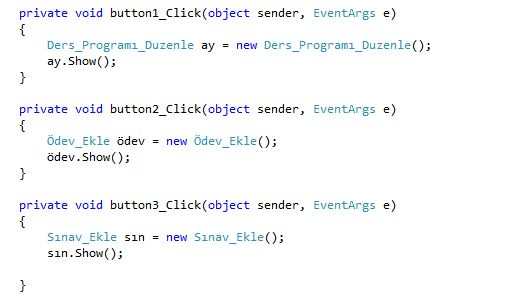 private void button1_Click(object sender, EventArgs e)
{
Ders_Programı_Duzenle ay = new Ders_Programı_Duzenle();
ay.Show();
}
private void button2_Click(object sender, EventArgs e)
{
Ödev_Ekle ödev = new Ödev_Ekle();
ödev.Show();
}
private void button3_Click(object sender, EventArgs e)
{
Sınav_Ekle sın = new Sınav_Ekle();
sın.Show();
}